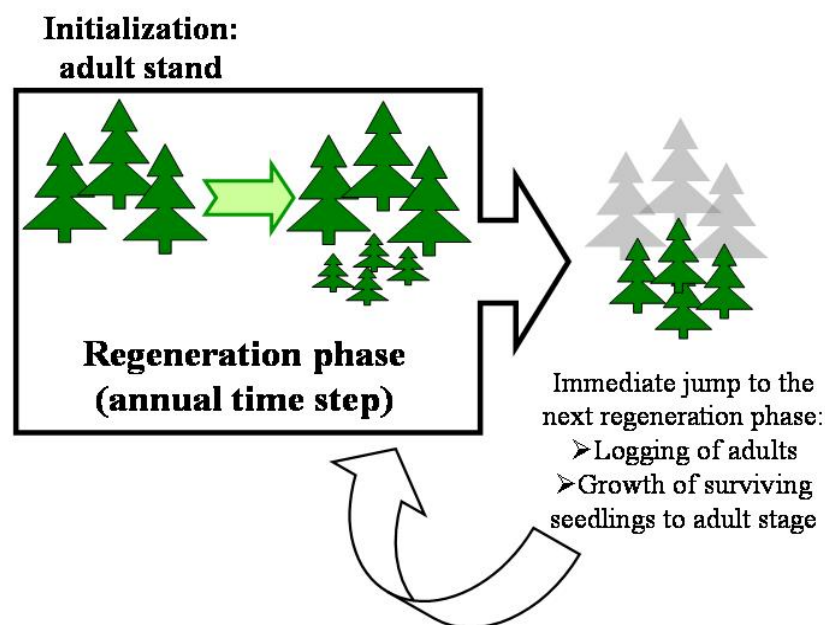 Initialization:
adult stand
Regeneration phase
(annual time step)
Immediate jump to the
next regeneration phase:
➢Logging of adults
➢Growth of surviving
seedlings to adult stage